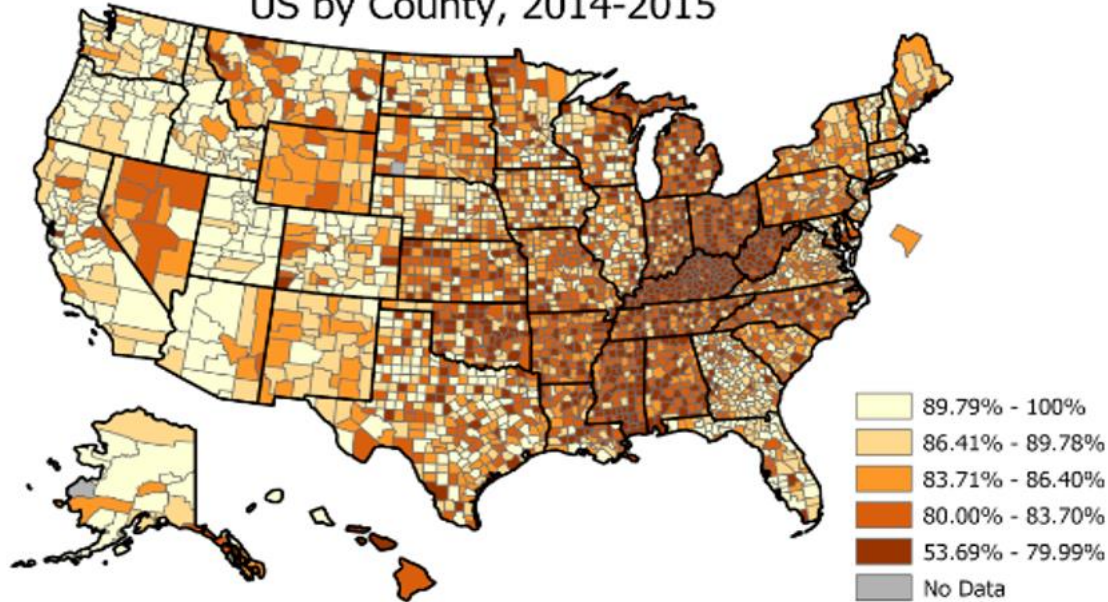 US by County, 2014-2015
89.79% - 100%
86.41% - 89.78%
83.71% - 86.40%
80.00% - 83.70%
53.69% - 79.99%
No Data